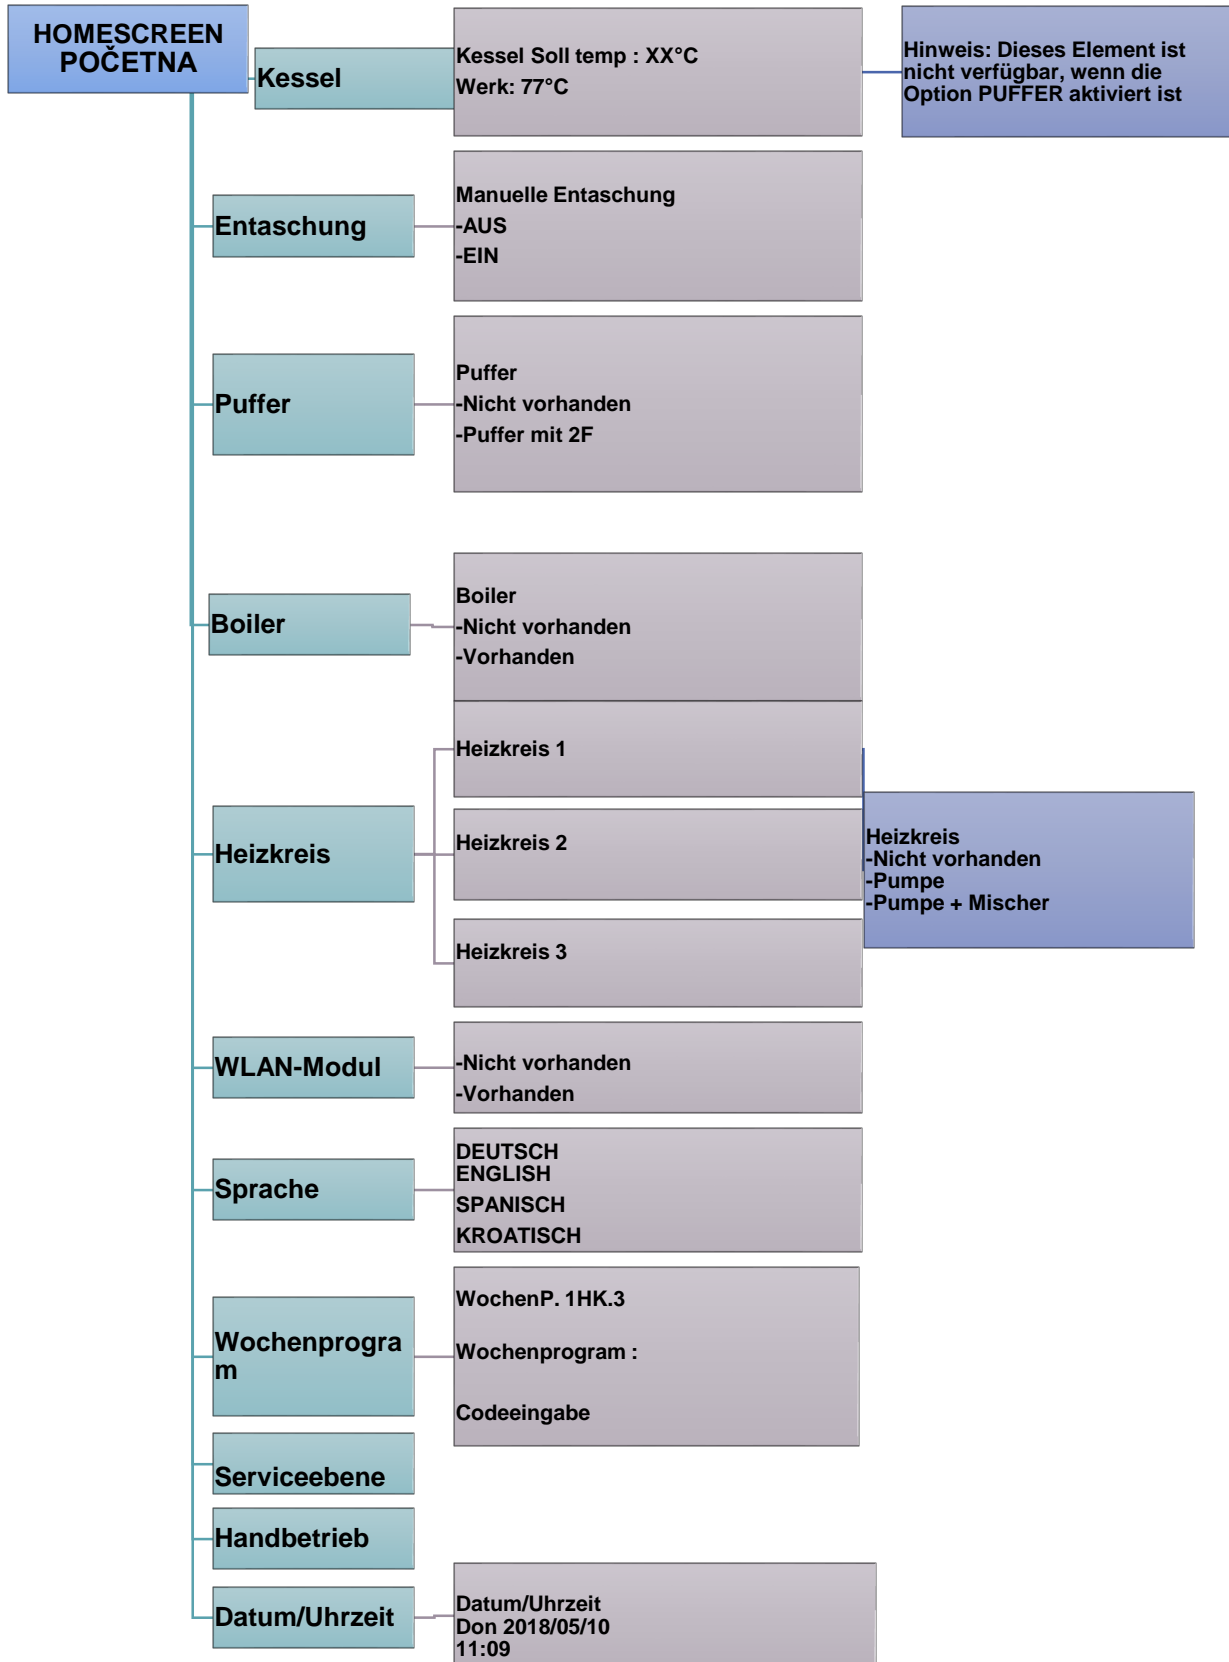 HOMESCREEN
POČETNA
Kessel
Kessel Soll temp : XX°C
Werk: 77°C
Hinweis: Dieses Element ist
nicht verfügbar, wenn die
Option PUFFER aktiviert ist
Entaschung
Manuelle Entaschung
-AUS
-EIN
Puffer
Puffer
-Nicht vorhanden
-Puffer mit 2F
Boiler
Boiler
-Nicht vorhanden
-Vorhanden
Heizkreis
Heizkreis 1
Heizkreis 2
Heizkreis 3
Heizkreis
-Nicht vorhanden
-Pumpe
-Pumpe + Mischer
WLAN-Modul
-Nicht vorhanden
-Vorhanden
Sprache
DEUTSCH
ENGLISH
SPANISCH
KROATISCH
Wochenprogra
m
WochenP. 1HK.3
Wochenprogram :
Codeeingabe
Serviceebene
Handbetrieb
Datum/Uhrzeit
Datum/Uhrzeit
Don 2018/05/10
11:09